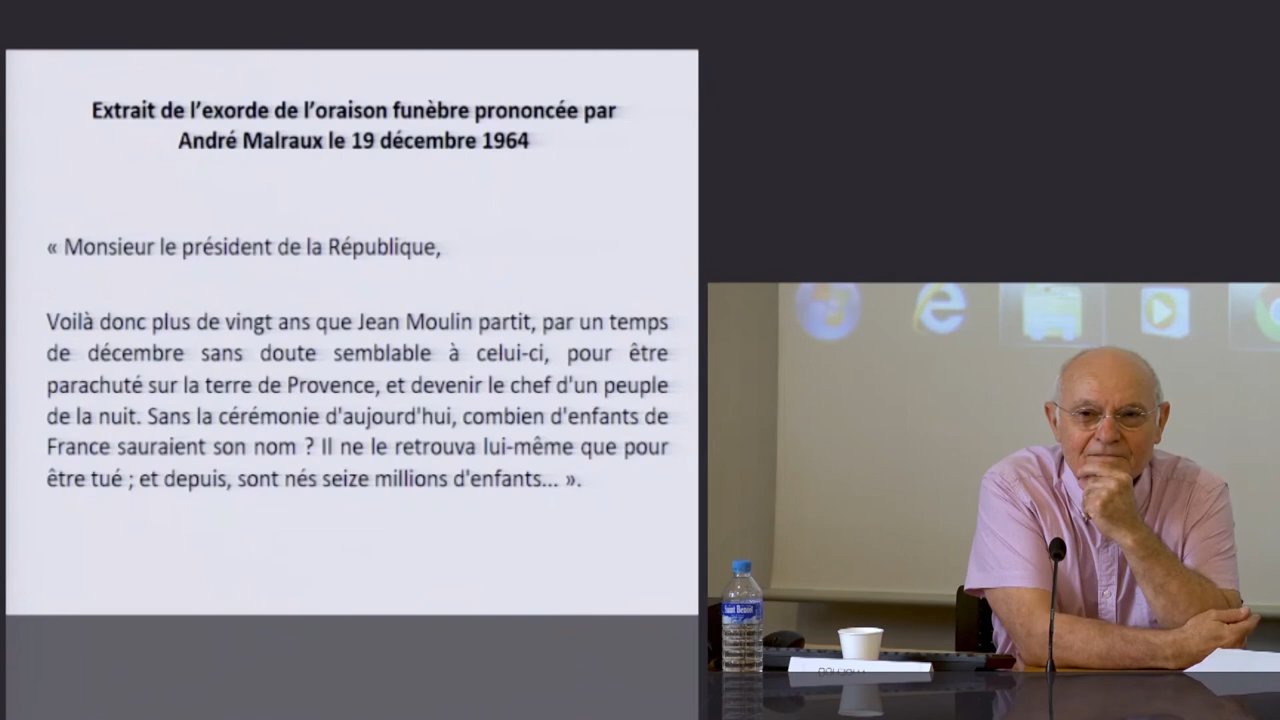 Extrait de l'exorde de l'oraison funèbre prononcée par
André Malraux le 19 décembre 1964
« Monsieur le président de la République,
Voilà donc plus de vingt ans que Jean Moulin partit, par un temps
de décembre sans doute semblable à celui-ci, pour être
parachuté sur la terre de Provence, et devenir le chef d'un peuple
de la nuit. Sans la cérémonie d'aujourd'hui, combien d'enfants de
France sauraient son nom ? Il ne le retrouva lui-même que pour
être tué ; et depuis, sont nés seize millions d'enfants... ».
Saint Benoît